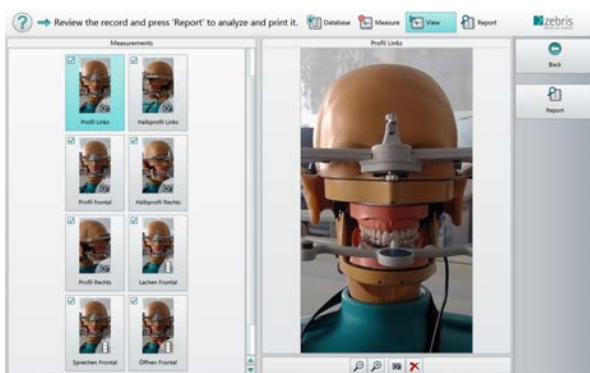 ? Review the record and press 'Report' to analyze and print it. Database Measure View Report zebris
Measurements
Profil Links
Profil Links Halbprofil Links
Profil frontal Halbprofil Rechts
Profil Rechts Lachen Frontal
Sprechen Frontal Öffnen Frontal
Back
Report